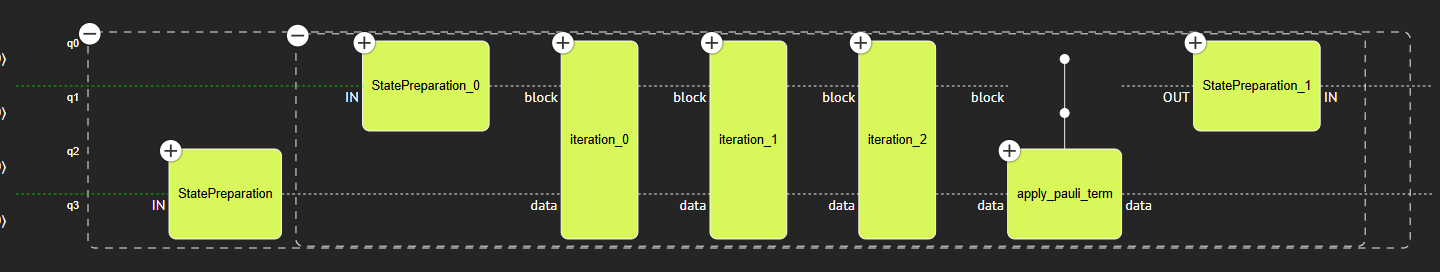 q0
StatePreparation_0
StatePreparation_1
q1
IN
block
block
block
block
OUT
IN
iteration_0
iteration_1
iteration_2
q2
StatePreparation
apply_pauli_term
q3
IN
data
data
data
data
data